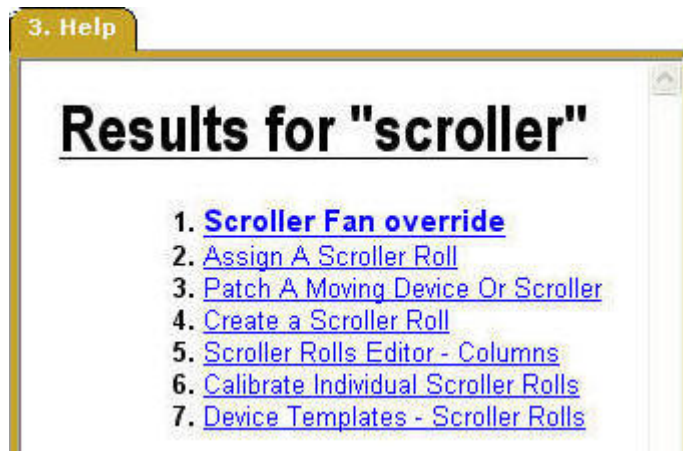 3. Help
Results for "scroller"
1. Scroller Fan override
2. Assign A Scroller Roll
3. Patch A Moving Device Or Scroller
4. Create a Scroller Roll
5. Scroller Rolls Editor - Columns
6. Calibrate Individual Scroller Rolls
7. Device Templates - Scroller Rolls